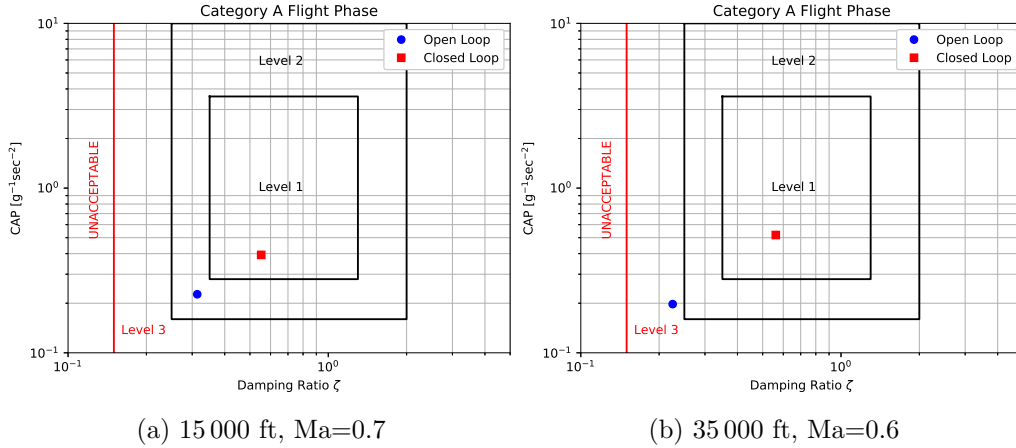 Category A Flight Phase
Open Loop
Closed Loop
Level 2
Level 1
Level 3
UNACCEPTABLE
CAP [g⁻¹sec⁻²]
10¹
10⁰
10⁻¹
10⁻¹
10⁰
Damping Ratio ζ
(a) 15 000 ft, Ma=0.7
Category A Flight Phase
Open Loop
Closed Loop
Level 2
Level 1
Level 3
UNACCEPTABLE
CAP [g⁻¹sec⁻²]
10¹
10⁰
10⁻¹
10⁻¹
10⁰
Damping Ratio ζ
(b) 35 000 ft, Ma=0.6